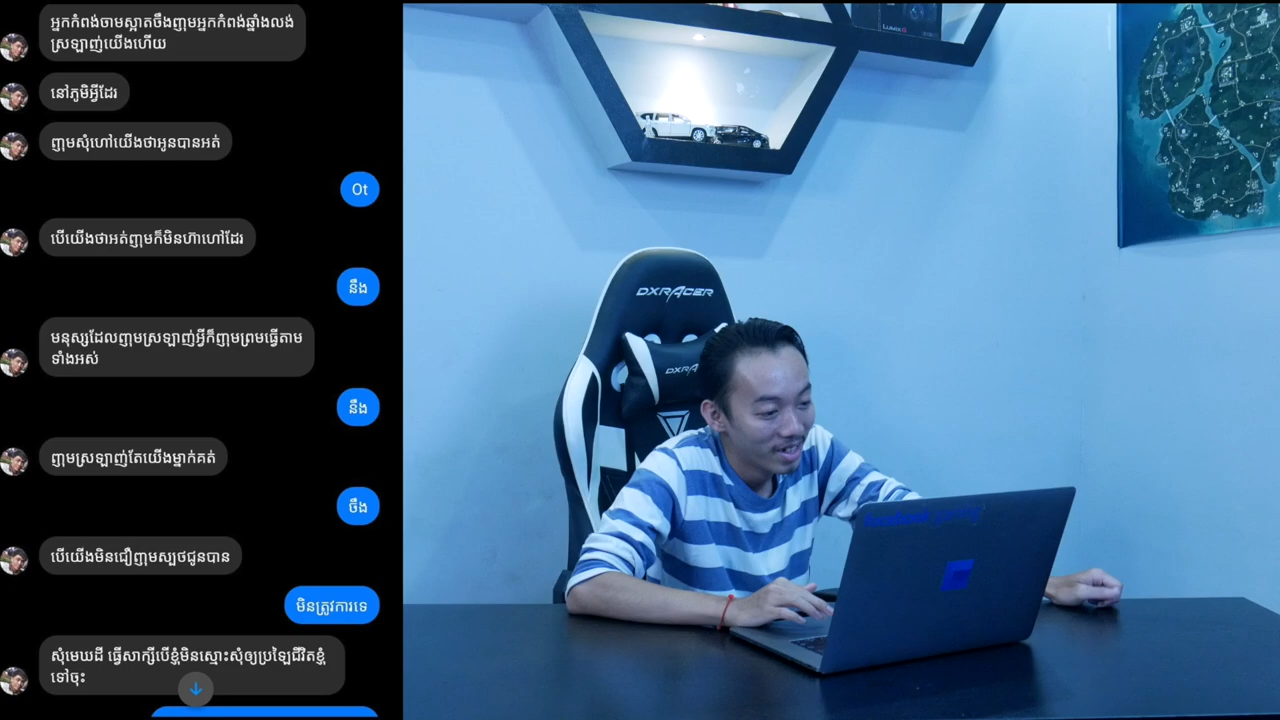 អ្នកកំពង់ចាមស្អាតចឹងញុមអ្នកកំពង់ឆ្នាំងលង់
ស្រឡាញ់យើងហើយ
នៅភូមិអ្វីដែរ
ញុមសុំហៅយើងថាអូនបានអត់
Ot
បើយើងថាអត់ញុមក៏មិនហ៊ាហៅដែរ
នឹង
មនុស្សដែលញុមស្រឡាញ់អ្វីក៏ញុមព្រមធ្វើតាម
ទាំងអស់
នឹង
ញុមស្រឡាញ់តែយើងម្នាក់គត់
ចឹង
បើយើងមិនជឿញុមស្បថជូនបាន
មិនត្រូវការទេ
សុំមេឃដី ធ្វើសាក្សីបើខ្ញុំមិនស្មោះសុំឲ្យប្រឡៃជីវិតខ្ញុំ
ទៅចុះ
LUMIX G
DXRACER
facebook gaming